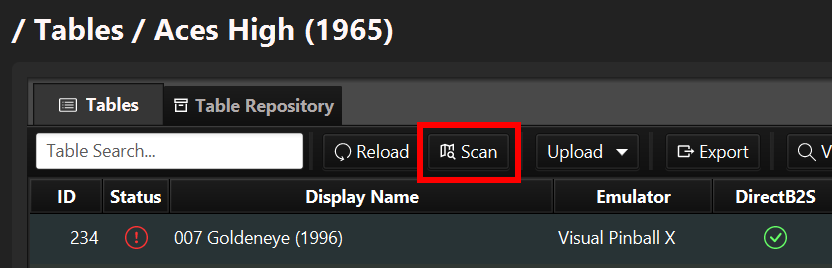 / Tables / Aces High (1965)
Tables Table Repository
Table Search... Reload Scan Upload Export V
ID Status Display Name Emulator DirectB2S
234 007 Goldeneye (1996) Visual Pinball X